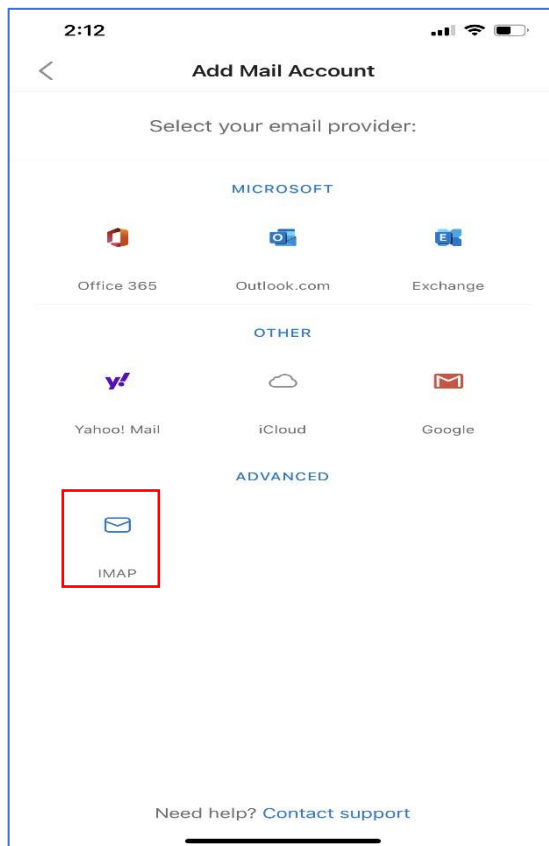 2:12
Add Mail Account
Select your email provider:
MICROSOFT
Office 365 Outlook.com Exchange
OTHER
Yahoo! Mail iCloud Google
ADVANCED
IMAP
Need help? Contact support